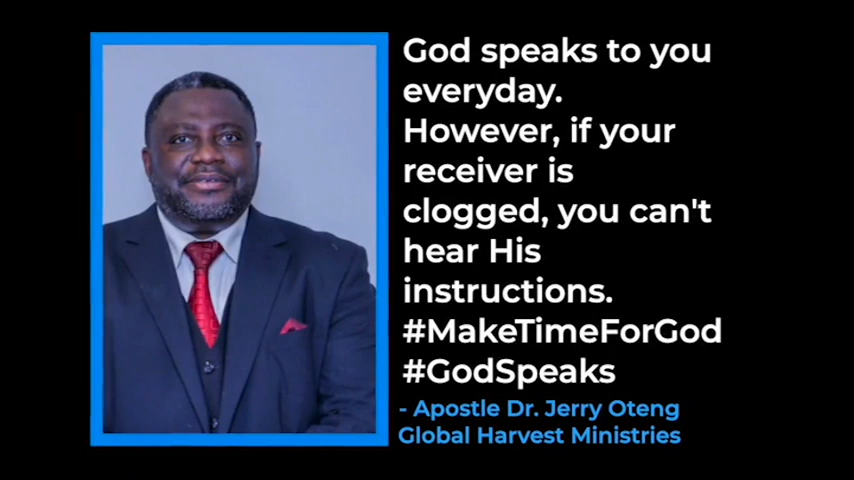 God speaks to you
everyday.
However, if your
receiver is
clogged, you can't
hear His
instructions.
#MakeTimeForGod
#GodSpeaks
- Apostle Dr. Jerry Oteng
Global Harvest Ministries